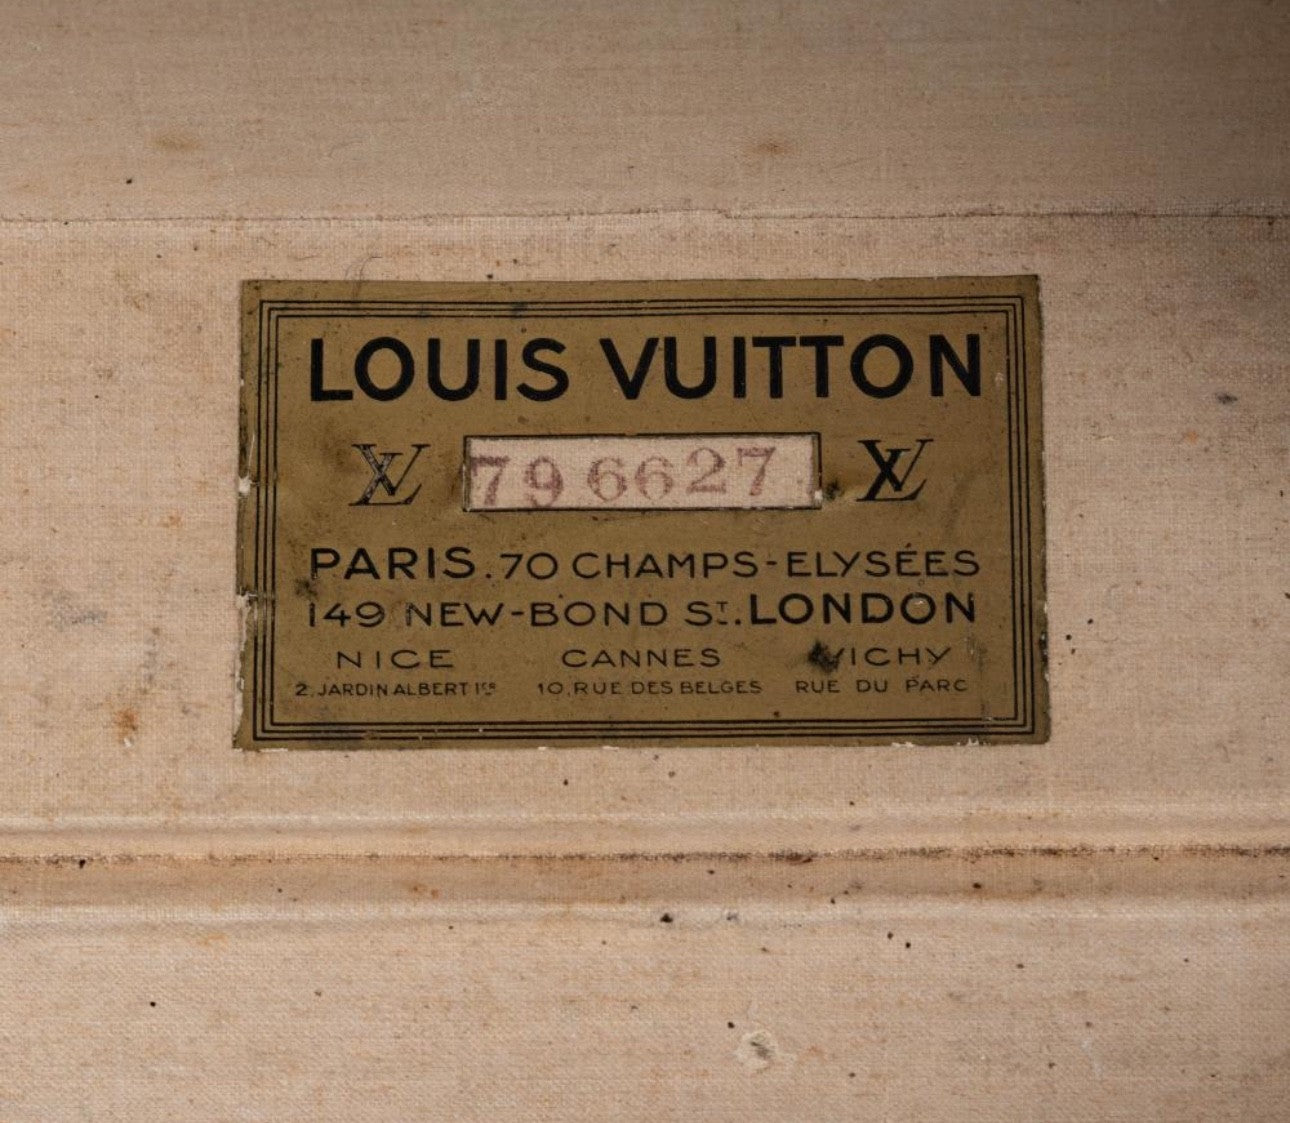 LOUIS VUITTON
LV 796627 LV
PARIS. 70 CHAMPS-ELYSÉES
149 NEW-BOND ST. LONDON
NICE CANNES VICHY
2, JARDIN ALBERT 1ER 10, RUE DES BELGES RUE DU PARC